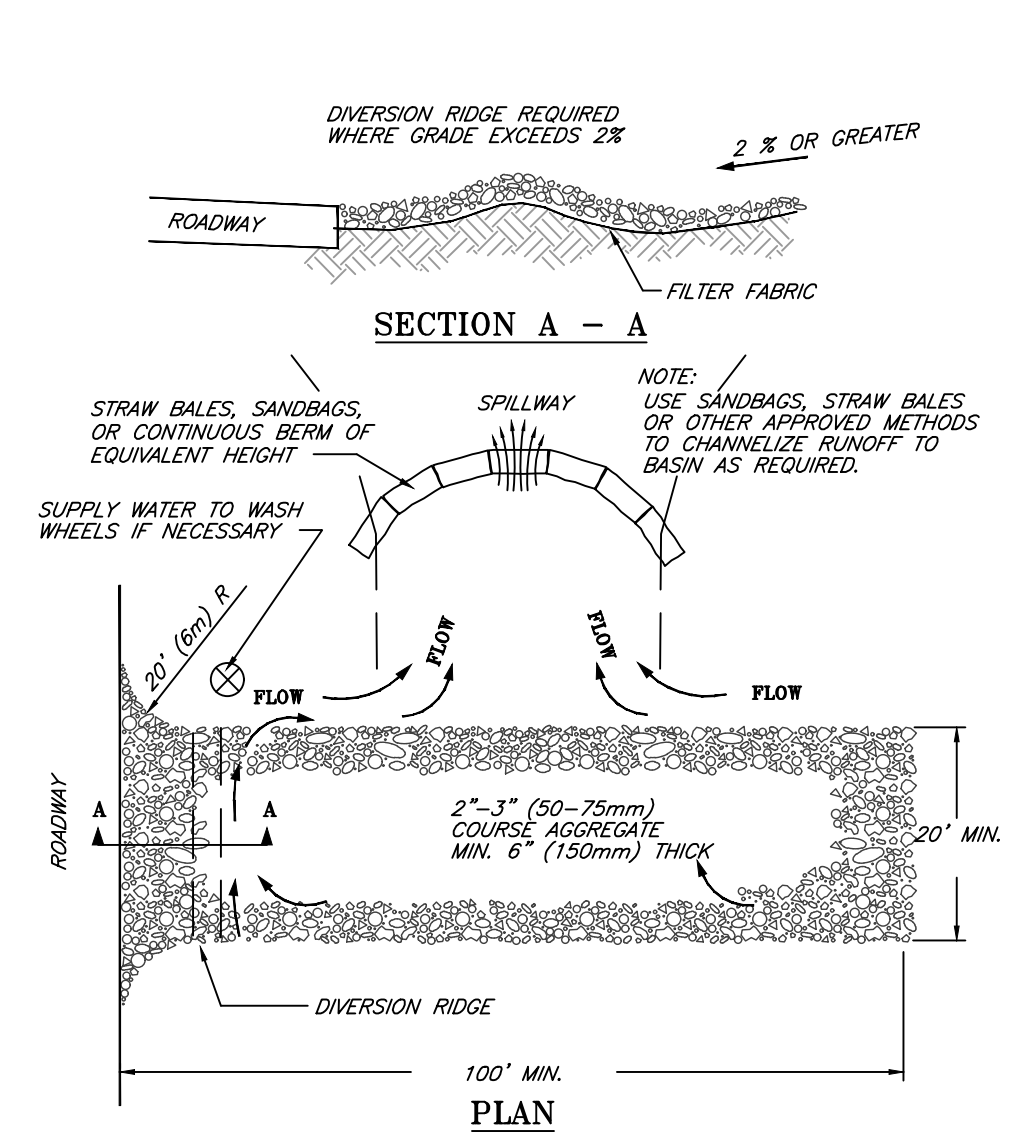 DIVERSION RIDGE REQUIRED
WHERE GRADE EXCEEDS 2%
2 % OR GREATER
ROADWAY
FILTER FABRIC
SECTION A - A
STRAW BALES, SANDBAGS,
OR CONTINUOUS BERM OF
EQUIVALENT HEIGHT
SPILLWAY
NOTE:
USE SANDBAGS, STRAW BALES
OR OTHER APPROVED METHODS
TO CHANNELIZE RUNOFF TO
BASIN AS REQUIRED.
SUPPLY WATER TO WASH
WHEELS IF NECESSARY
20' (6m) R
FLOW
FLOW
FLOW
FLOW
ROADWAY
A
A
2"-3" (50-75mm)
COURSE AGGREGATE
MIN. 6" (150mm) THICK
20' MIN.
DIVERSION RIDGE
100' MIN.
PLAN